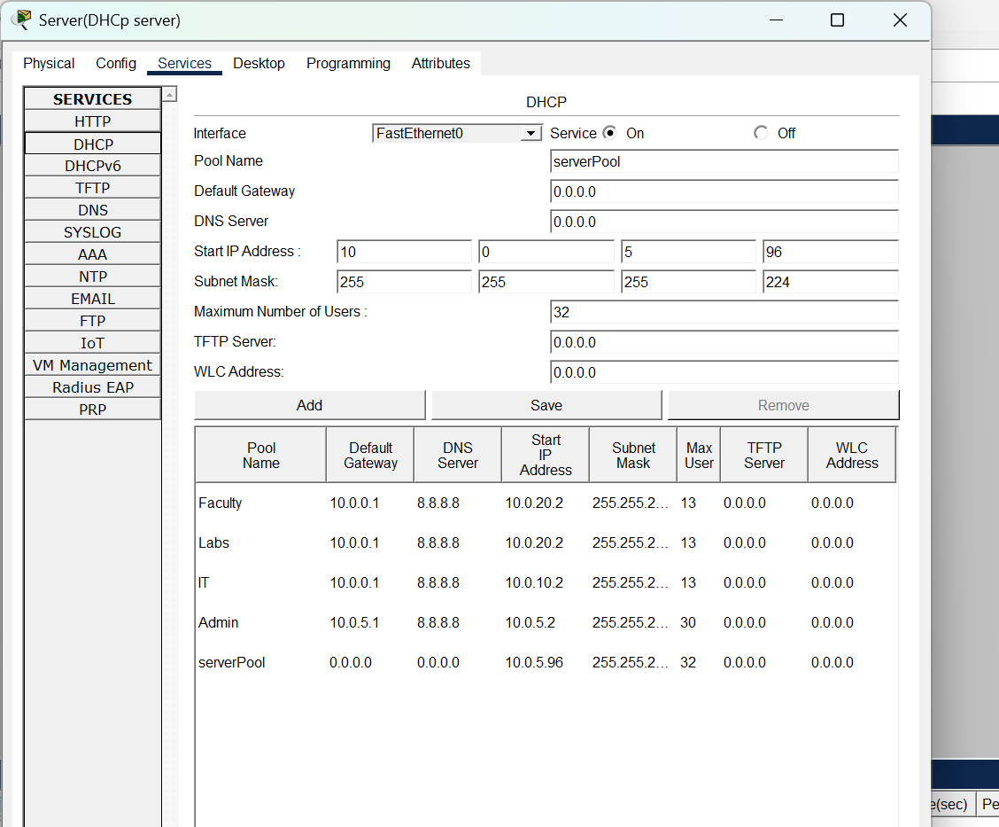 Server(DHCp server)
Physical Config Services Desktop Programming Attributes
SERVICES
HTTP
DHCP
DHCPv6
TFTP
DNS
SYSLOG
AAA
NTP
EMAIL
FTP
IoT
VM Management
Radius EAP
PRP
DHCP
Interface FastEthernet0 Service On Off
Pool Name serverPool
Default Gateway 0.0.0.0
DNS Server 0.0.0.0
Start IP Address : 10 0 5 96
Subnet Mask: 255 255 255 224
Maximum Number of Users : 32
TFTP Server: 0.0.0.0
WLC Address: 0.0.0.0
Add Save Remove
Pool Name Default Gateway DNS Server Start IP Address Subnet Mask Max User TFTP Server WLC Address
Faculty 10.0.0.1 8.8.8.8 10.0.20.2 255.255.2... 13 0.0.0.0 0.0.0.0
Labs 10.0.0.1 8.8.8.8 10.0.20.2 255.255.2... 13 0.0.0.0 0.0.0.0
IT 10.0.0.1 8.8.8.8 10.0.10.2 255.255.2... 13 0.0.0.0 0.0.0.0
Admin 10.0.5.1 8.8.8.8 10.0.5.2 255.255.2... 30 0.0.0.0 0.0.0.0
serverPool 0.0.0.0 0.0.0.0 10.0.5.96 255.255.2... 32 0.0.0.0 0.0.0.0
e(sec) Pe